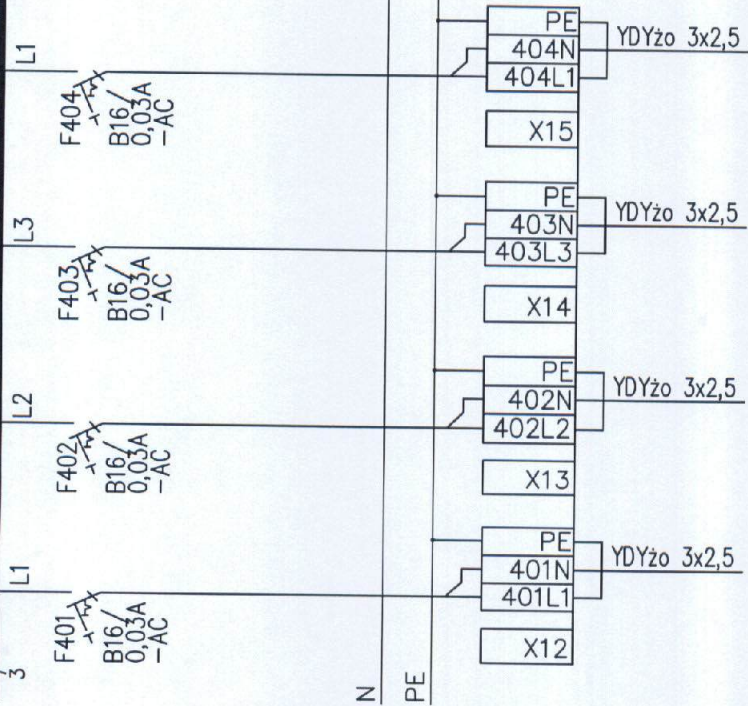 L1
F404
B16
0,03A
-AC
PE
404N
404L1
YDYżo 3x2,5
X15
L3
F403
B16
0,03A
-AC
PE
403N
403L3
YDYżo 3x2,5
X14
L2
F402
B16
0,03A
-AC
PE
402N
402L2
YDYżo 3x2,5
X13
L1
F401
B16
0,03A
-AC
PE
401N
401L1
YDYżo 3x2,5
X12
3
N
PE